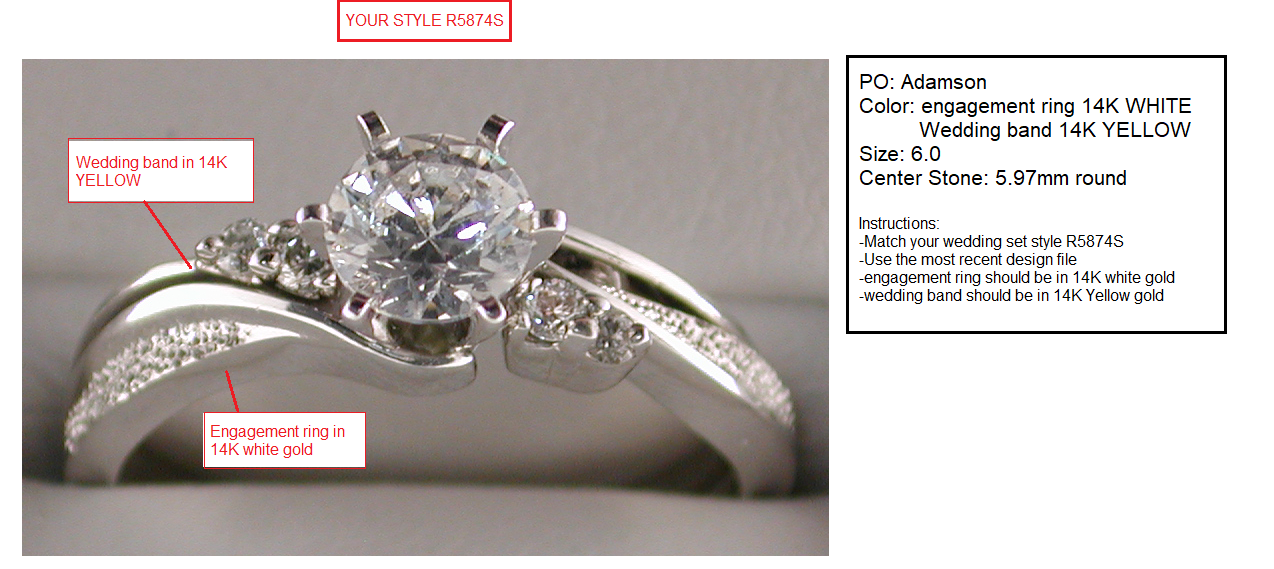 YOUR STYLE R5874S
Wedding band in 14K
YELLOW
Engagement ring in
14K white gold
PO: Adamson
Color: engagement ring 14K WHITE
Wedding band 14K YELLOW
Size: 6.0
Center Stone: 5.97mm round
Instructions:
-Match your wedding set style R5874S
-Use the most recent design file
-engagement ring should be in 14K white gold
-wedding band should be in 14K Yellow gold